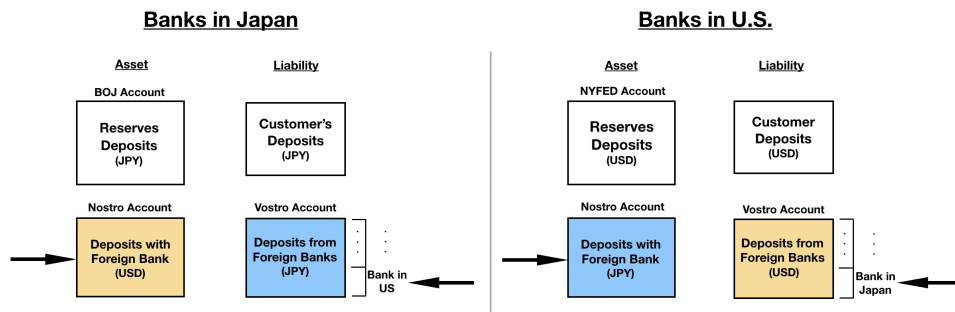 Banks in Japan
Asset
Liability
BOJ Account
Reserves
Deposits
(JPY)
Customer's
Deposits
(JPY)
Nostro Account
Vostro Account
Deposits with
Foreign Bank
(USD)
Deposits from
Foreign Banks
(JPY)
Bank in
US
Banks in U.S.
Asset
Liability
NYFED Account
Reserves
Deposits
(USD)
Customer
Deposits
(USD)
Nostro Account
Vostro Account
Deposits with
Foreign Bank
(JPY)
Deposits from
Foreign Banks
(USD)
Bank in
Japan